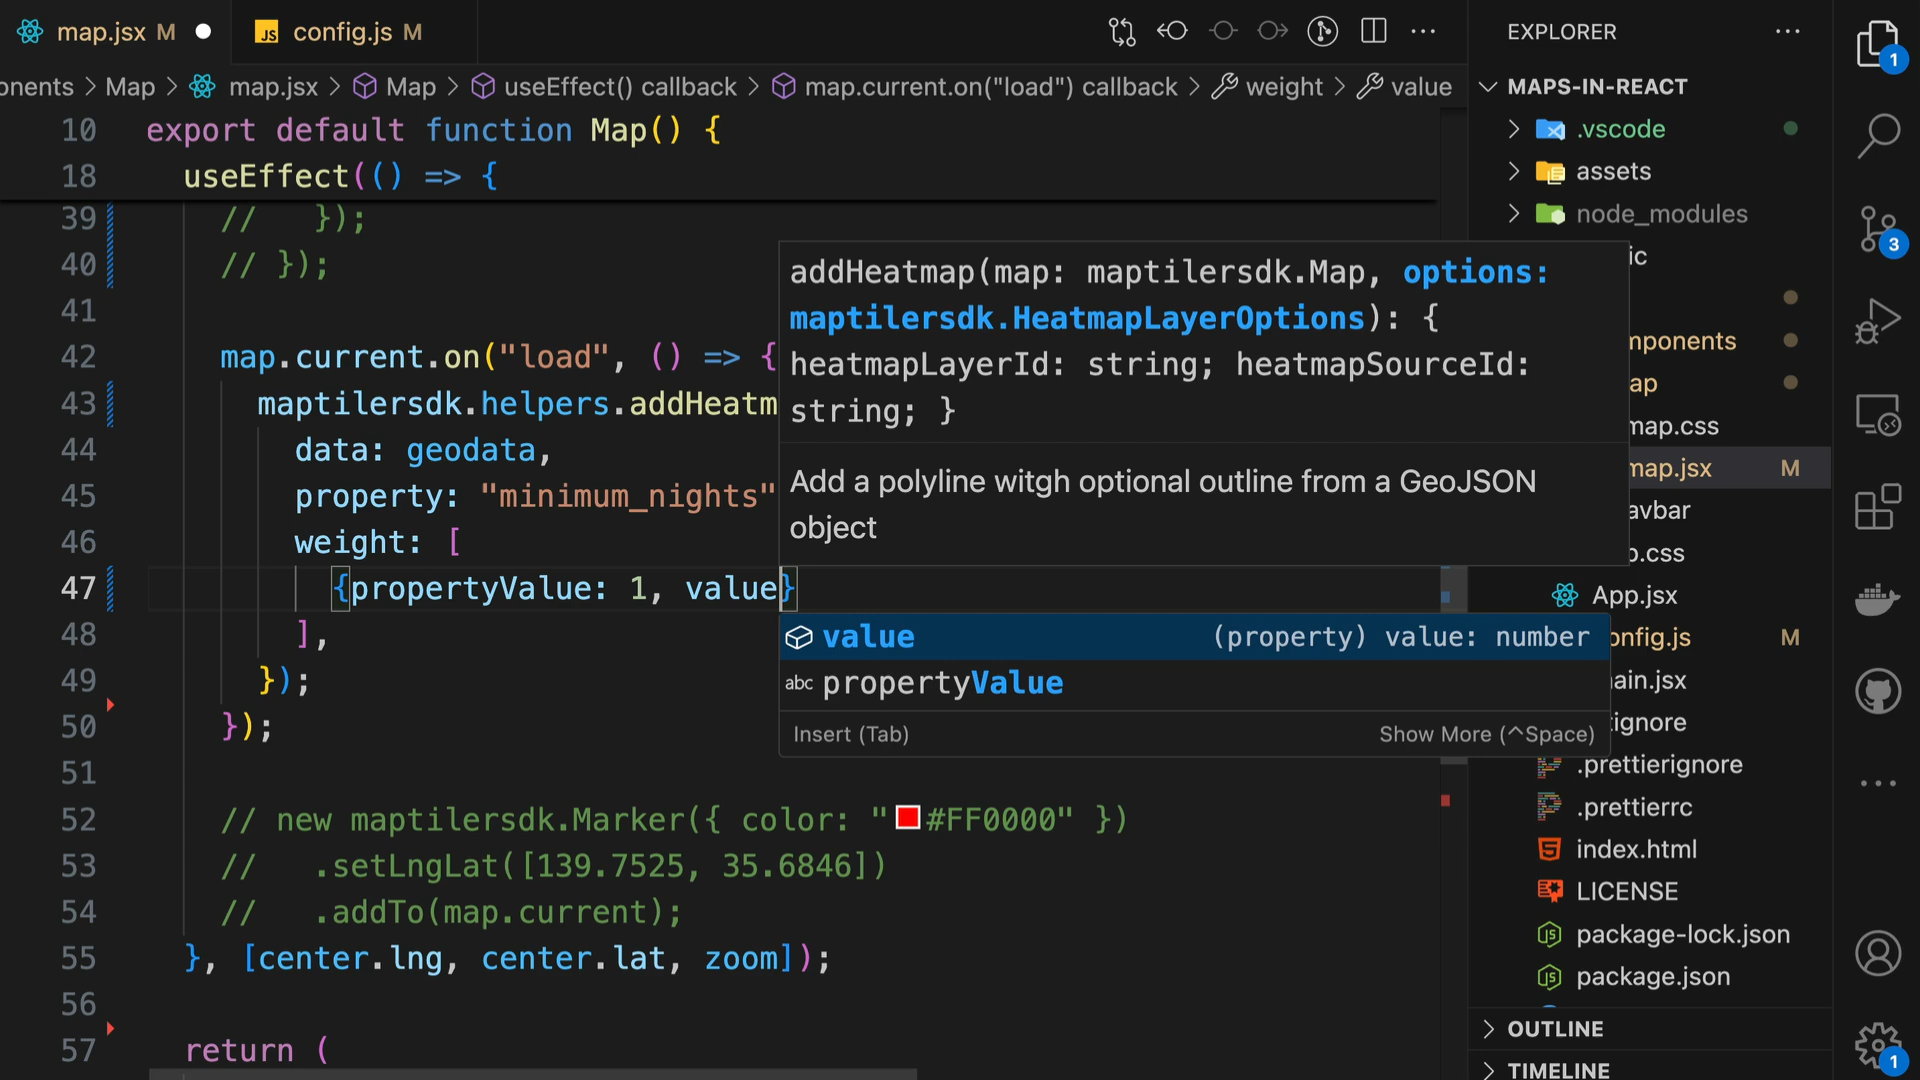 map.jsx M
JS config.js M
EXPLORER
onents > Map > map.jsx > Map > useEffect() callback > map.current.on("load") callback > weight > value
MAPS-IN-REACT
10 export default function Map() {
18 useEffect(() => {
39 //   });
40 // });
41
42 map.current.on("load", () => {
43 maptilersdk.helpers.addHeatm
44 data: geodata,
45 property: "minimum_nights"
46 weight: [
47 {propertyValue: 1, value}
48 ],
49 });
50 });
51
52 // new maptilersdk.Marker({ color: "#FF0000" })
53 //   .setLngLat([139.7525, 35.6846])
54 //   .addTo(map.current);
55 }, [center.lng, center.lat, zoom]);
56
57 return (
addHeatmap(map: maptilersdk.Map, options:
maptilersdk.HeatmapLayerOptions): {
heatmapLayerId: string; heatmapSourceId:
string; }
Add a polyline witgh optional outline from a GeoJSON
object
value (property) value: number
abc propertyValue
Insert (Tab) Show More (^Space)
.vscode
assets
node_modules
ic
mponents
ap
map.css
map.jsx M
avbar
p.css
App.jsx
onfig.js M
ain.jsx
tignore
.prettierignore
.prettierrc
index.html
LICENSE
package-lock.json
package.json
OUTLINE
TIMELINE
1
3
1